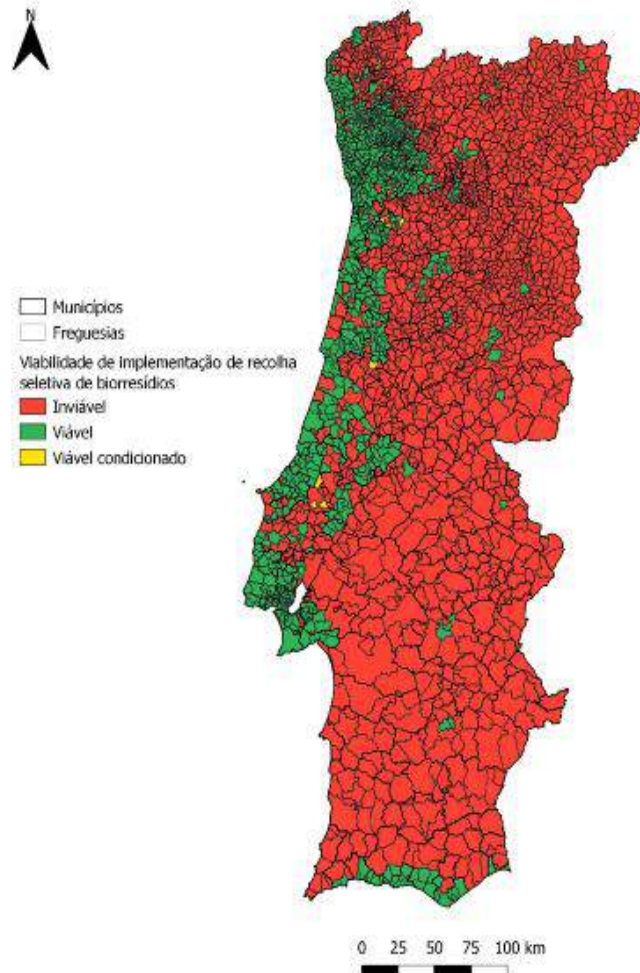 N
Municípios
Freguesias
Viabilidade de implementação de recolha
seletiva de biorresídios
Inviável
Viável
Viável condicionado
0 25 50 75 100 km